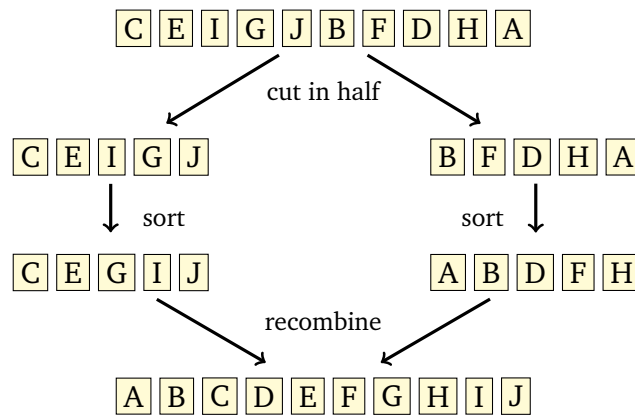 C E I G J B F D H A
cut in half
C E I G J
B F D H A
sort
sort
C E G I J
A B D F H
recombine
A B C D E F G H I J